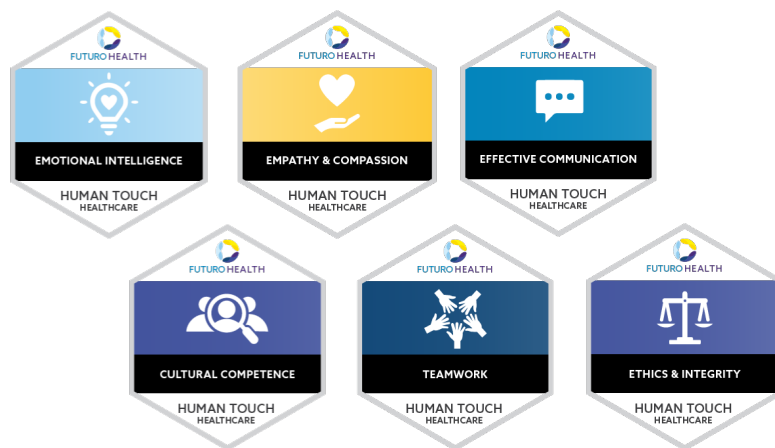 FUTURO HEALTH
EMOTIONAL INTELLIGENCE
HUMAN TOUCH
HEALTHCARE
FUTURO HEALTH
EMPATHY & COMPASSION
HUMAN TOUCH
HEALTHCARE
FUTURO HEALTH
EFFECTIVE COMMUNICATION
HUMAN TOUCH
HEALTHCARE
FUTURO HEALTH
CULTURAL COMPETENCE
HUMAN TOUCH
HEALTHCARE
FUTURO HEALTH
TEAMWORK
HUMAN TOUCH
HEALTHCARE
FUTURO HEALTH
ETHICS & INTEGRITY
HUMAN TOUCH
HEALTHCARE